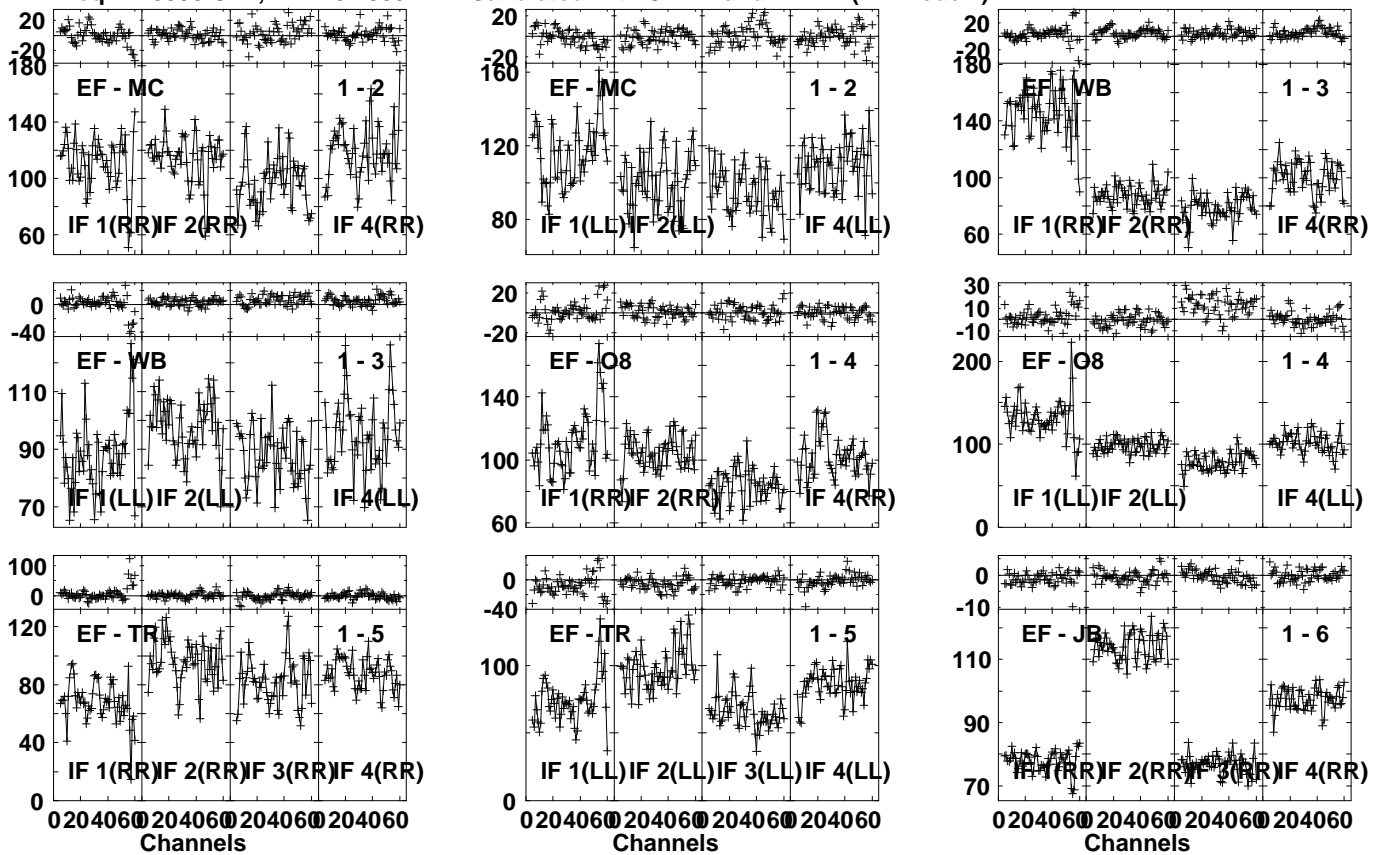 20 20 20
-20 -20 -20
180 160 180
EF - MC 1 - 2 EF - MC 1 - 2 EF - WB 1 - 3
140 120 140
100 100
80
IF 1(RR) IF 2(RR) IF 4(RR) IF 1(LL) IF 2(LL) IF 4(LL) IF 1(RR) IF 2(RR) IF 4(RR)
60 60
0 20 30
-40 -20 10
-10
EF - WB 1 - 3 EF - O8 1 - 4 EF - O8 1 - 4
110 140 200
90 100 100
70
IF 1(LL) IF 2(LL) IF 4(LL) IF 1(RR) IF 2(RR) IF 4(RR) IF 1(LL) IF 2(LL) IF 4(LL)
60 0
100 0 0
0 -40 -10
120
EF - TR 1 - 5 EF - TR 1 - 5 EF - JB 1 - 6
80 100 110
40 90
IF 1(RR) IF 2(RR) IF 3(RR) IF 4(RR) IF 1(LL) IF 2(LL) IF 3(LL) IF 4(LL) IF 1(RR) IF 2(RR) IF 3(RR) IF 4(RR)
0 0 70
0 20 40 60 0 20 40 60 0 20 40 60 0 20 40 60 0 20 40 60 0 20 40 60 0 20 40 60 0 20 40 60 0 20 40 60 0 20 40 60 0 20 40 60 0 20 40 60
Channels Channels Channels